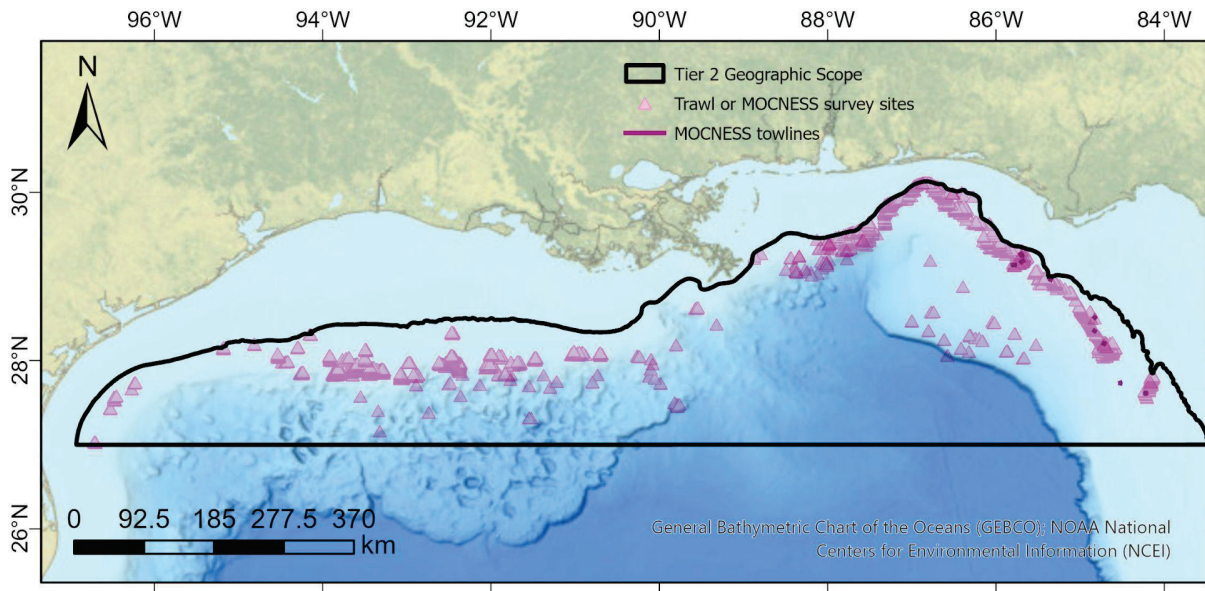 96°W 94°W 92°W 90°W 88°W 86°W 84°W
N
Tier 2 Geographic Scope
Trawl or MOCNESS survey sites
MOCNESS towlines
30°N
28°N
26°N
0 92.5 185 277.5 370
km
General Bathymetric Chart of the Oceans (GEBCO); NOAA National
Centers for Environmental Information (NCEI)